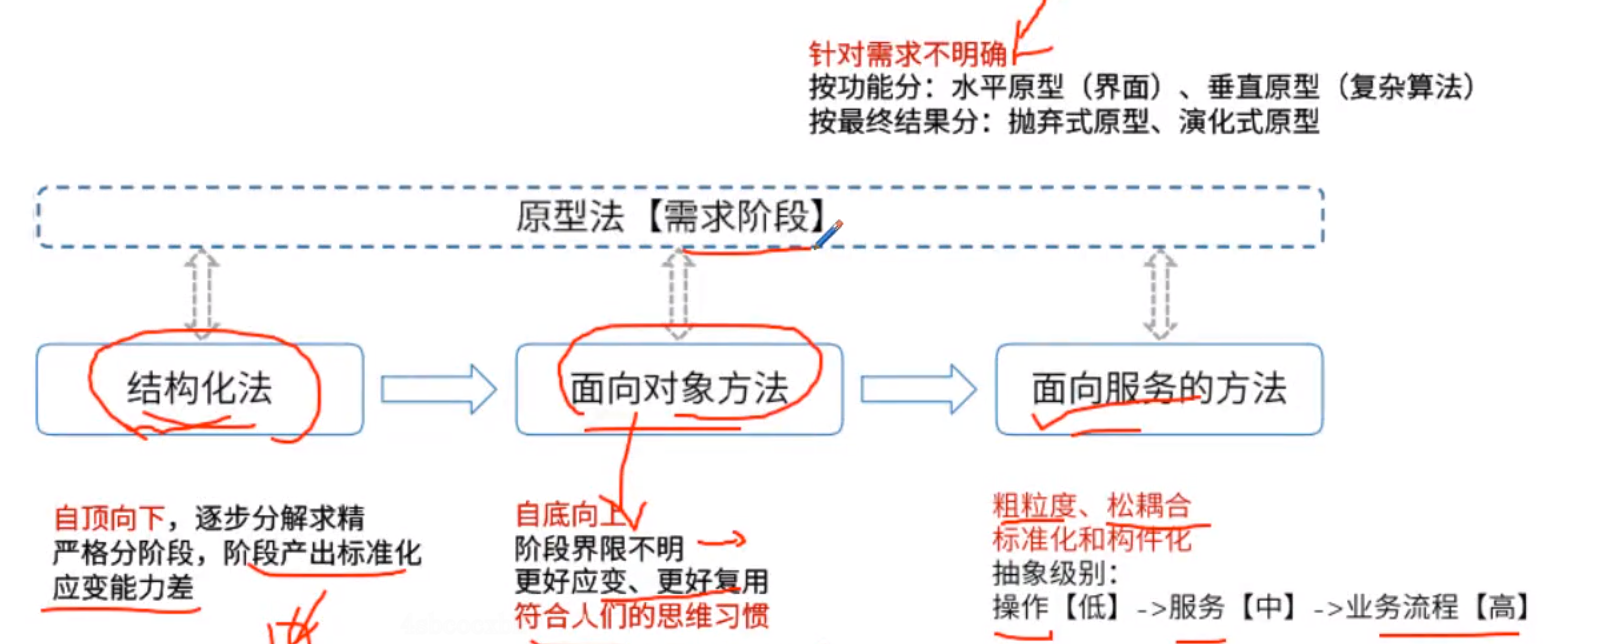 针对需求不明确
按功能分：水平原型（界面）、垂直原型（复杂算法）
按最终结果分：抛弃式原型、演化式原型
原型法【需求阶段】
结构化法
面向对象方法
面向服务的方法
自顶向下，逐步分解求精
严格分阶段，阶段产出标准化
应变能力差
自底向上
阶段界限不明
更好应变、更好复用
符合人们的思维习惯
粗粒度、松耦合
标准化和构件化
抽象级别：
操作【低】->服务【中】->业务流程【高】